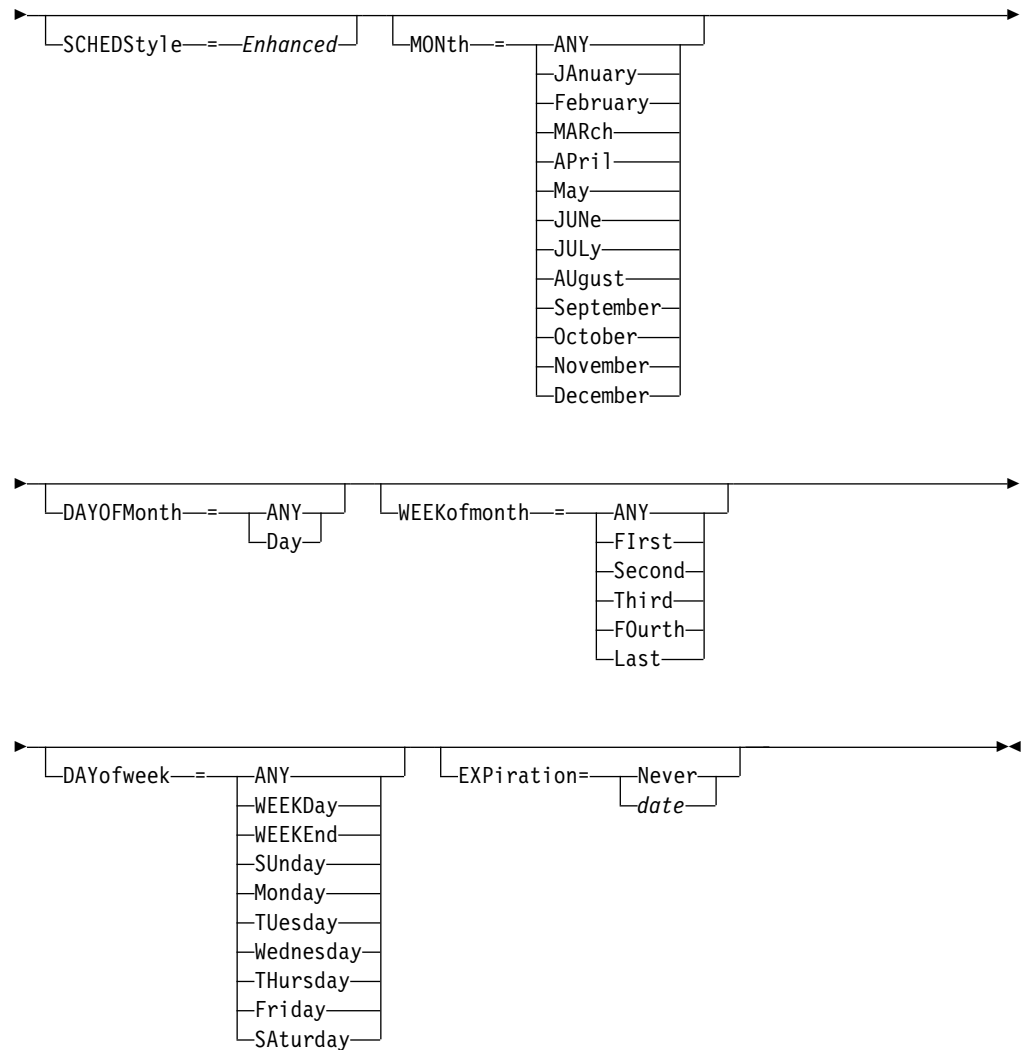 SCHEDStyle = Enhanced MONth = ANY
JAnuary
February
MARch
APril
May
JUNe
JULy
AUgust
September
October
November
December
DAYOFMonth = ANY WEEKofmonth = ANY
Day FIrst
Second
Third
FOurth
Last
DAYofweek = ANY EXPiration= Never
WEEKDay date
WEEKEnd
SUnday
Monday
TUesday
Wednesday
THursday
Friday
SAturday